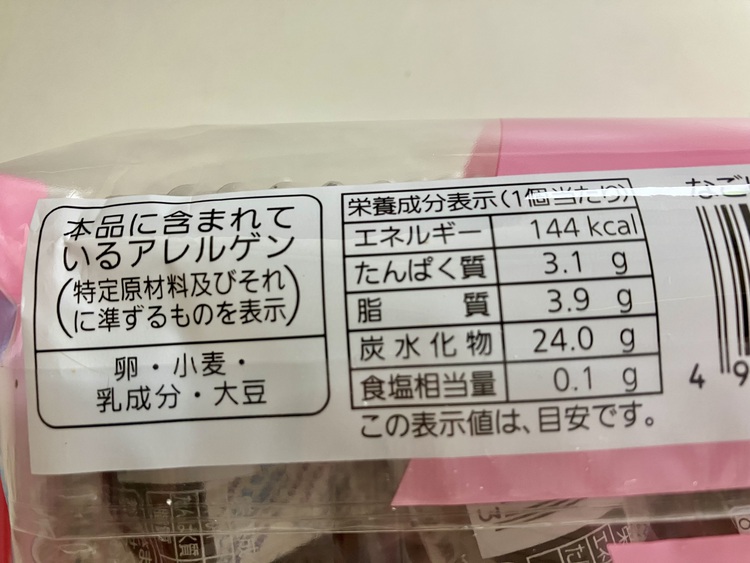 本品に含まれて
いるアレルゲン
(特定原材料及びそれ
に準ずるものを表示)
卵・小麦・
乳成分・大豆
栄養成分表示(1個当たり)
エネルギー 144 kcal
たんぱく質 3.1 g
脂質 3.9 g
炭水化物 24.0 g
食塩相当量 0.1 g
この表示値は、目安です。
なご
4 9